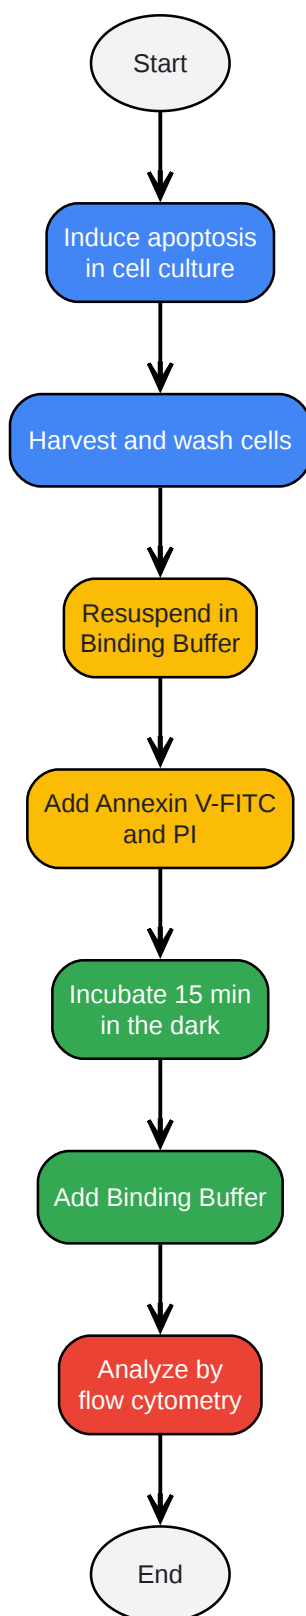 Start
Induce apoptosis
in cell culture
Harvest and wash cells
Resuspend in
Binding Buffer
Add Annexin V-FITC
and PI
Incubate 15 min
in the dark
Add Binding Buffer
Analyze by
flow cytometry
End